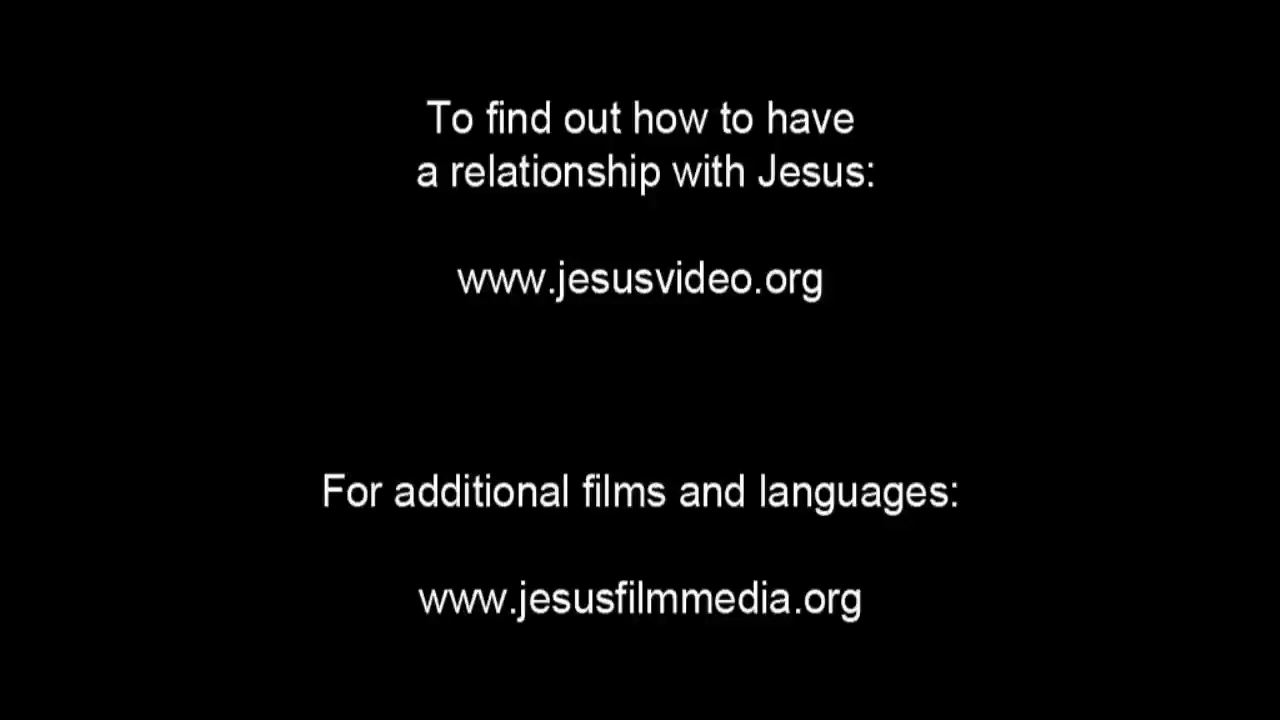 To find out how to have
a relationship with Jesus:
www.jesusvideo.org
For additional films and languages:
www.jesusfilmmedia.org